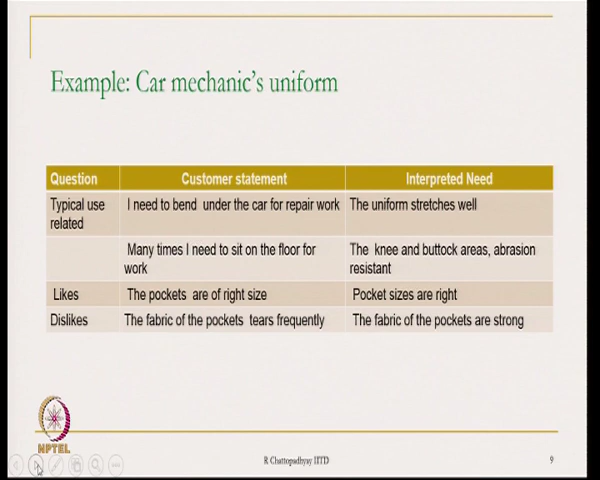 Example: Car mechanic's uniform
Question Customer statement Interpreted Need
Typical use related I need to bend under the car for repair work The uniform stretches well
Many times I need to sit on the floor for work The knee and buttock areas, abrasion resistant
Likes The pockets are of right size Pocket sizes are right
Dislikes The fabric of the pockets tears frequently The fabric of the pockets are strong
NPTEL
R Chattopadhyay IITD 9